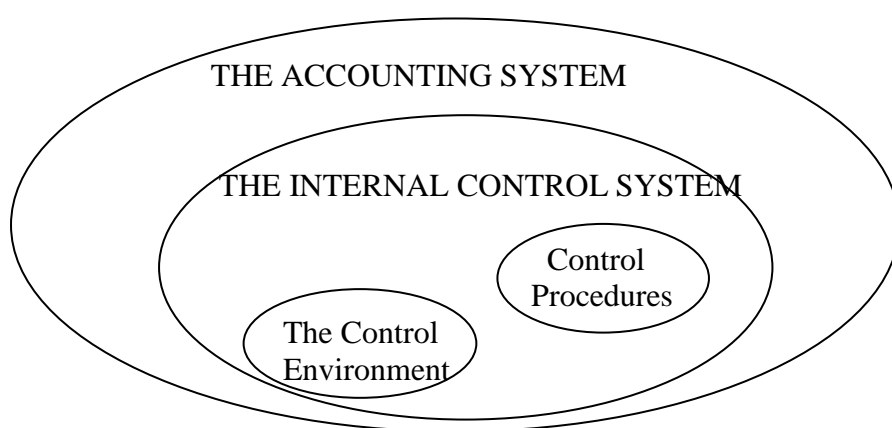 THE ACCOUNTING SYSTEM
THE INTERNAL CONTROL SYSTEM
Control
Procedures
The Control
Environment